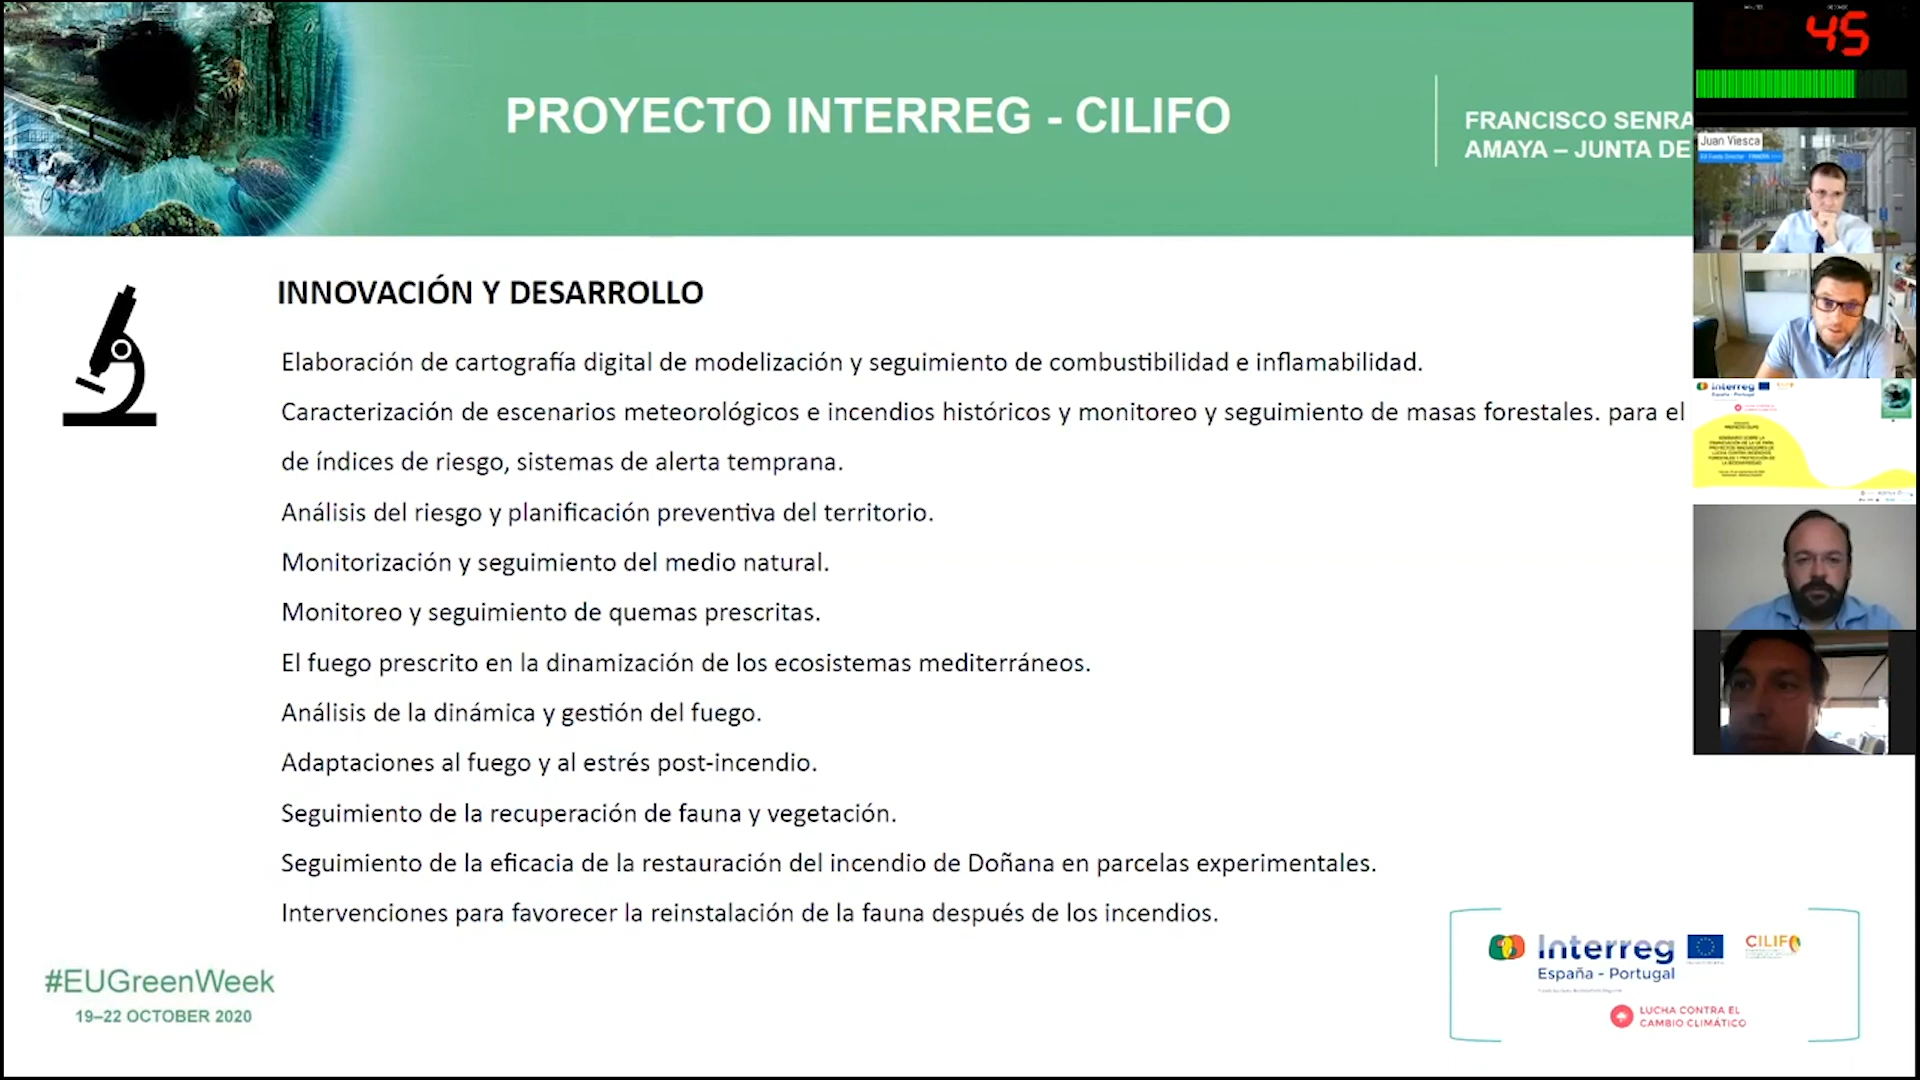 PROYECTO INTERREG - CILIFO
FRANCISCO SENRA
AMAYA – JUNTA DE
45
Juan Viesca
INNOVACIÓN Y DESARROLLO
Elaboración de cartografía digital de modelización y seguimiento de combustibilidad e inflamabilidad.
Caracterización de escenarios meteorológicos e incendios históricos y monitoreo y seguimiento de masas forestales. para el
de índices de riesgo, sistemas de alerta temprana.
Análisis del riesgo y planificación preventiva del territorio.
Monitorización y seguimiento del medio natural.
Monitoreo y seguimiento de quemas prescritas.
El fuego prescrito en la dinamización de los ecosistemas mediterráneos.
Análisis de la dinámica y gestión del fuego.
Adaptaciones al fuego y al estrés post-incendio.
Seguimiento de la recuperación de fauna y vegetación.
Seguimiento de la eficacia de la restauración del incendio de Doñana en parcelas experimentales.
Intervenciones para favorecer la reinstalación de la fauna después de los incendios.
Interreg
España - Portugal
#EUGreenWeek
19–22 OCTOBER 2020
Interreg
España - Portugal
CILIFO
LUCHA CONTRA EL
CAMBIO CLIMÁTICO